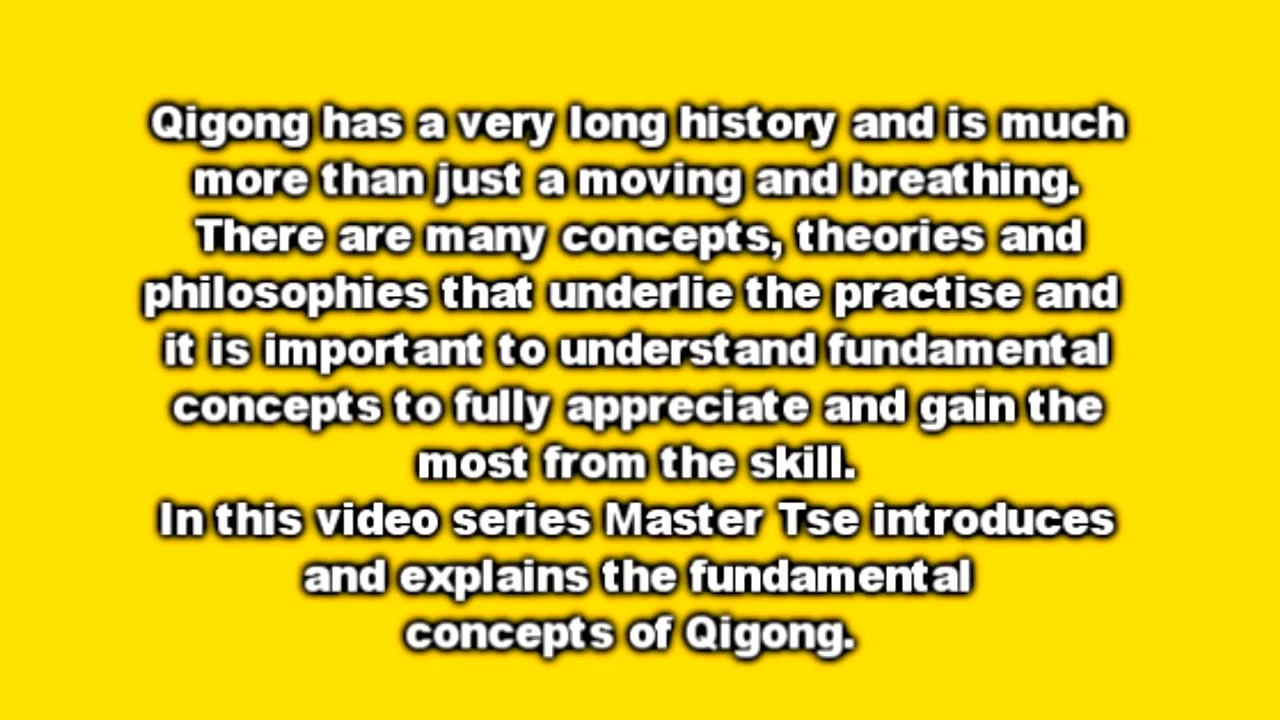 Qigong has a very long history and is much
more than just a moving and breathing.
There are many concepts, theories and
philosophies that underlie the practise and
it is important to understand fundamental
concepts to fully appreciate and gain the
most from the skill.
In this video series Master Tse introduces
and explains the fundamental
concepts of Qigong.